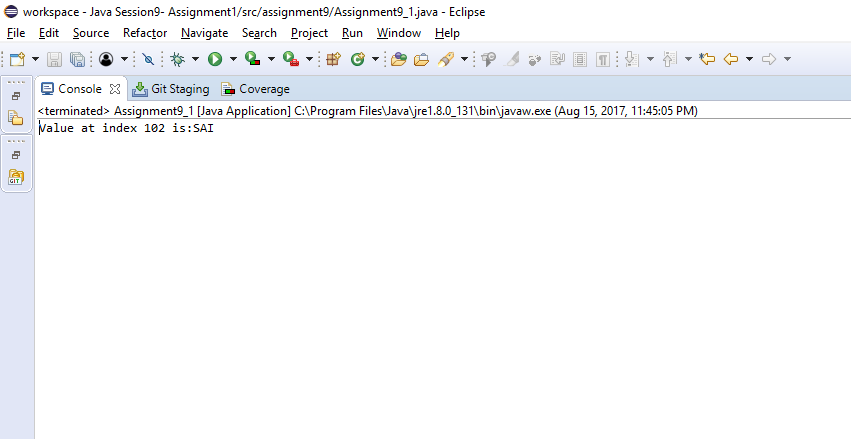 workspace - Java Session9- Assignment1/src/assignment9/Assignment9_1.java - Eclipse
File Edit Source Refactor Navigate Search Project Run Window Help
Console Git Staging Coverage
<terminated> Assignment9_1 [Java Application] C:\Program Files\Java\jre1.8.0_131\bin\javaw.exe (Aug 15, 2017, 11:45:05 PM)
Value at index 102 is:SAI
GIT